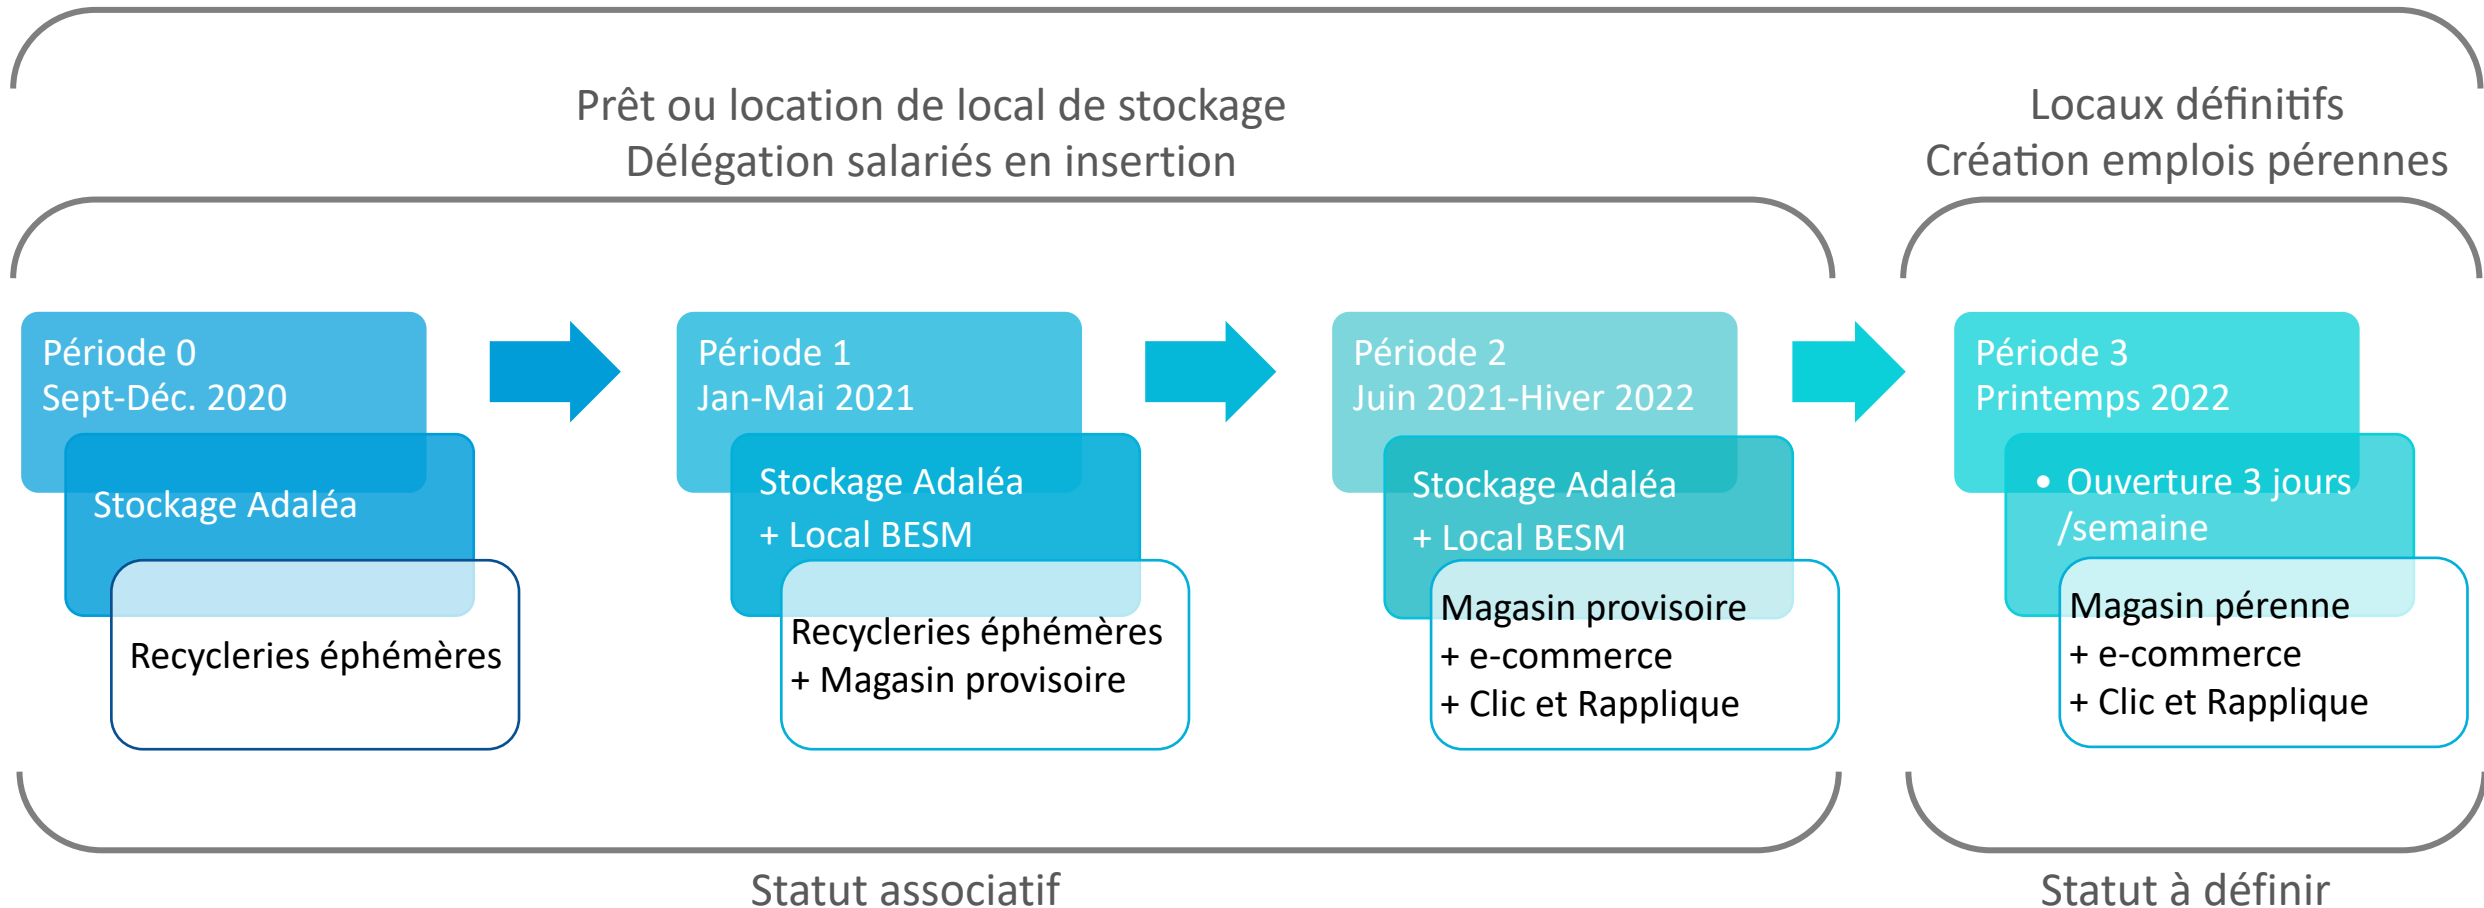 Prêt ou location de local de stockage
Délégation salariés en insertion
Locaux définitifs
Création emplois pérennes
Période 0
Sept-Déc. 2020
Stockage Adaléa
Recycleries éphémères
Période 1
Jan-Mai 2021
Stockage Adaléa
+ Local BESM
Recycleries éphémères
+ Magasin provisoire
Période 2
Juin 2021-Hiver 2022
Stockage Adaléa
+ Local BESM
Magasin provisoire
+ e-commerce
+ Clic et Rapplique
Période 3
Printemps 2022
• Ouverture 3 jours
/semaine
Magasin pérenne
+ e-commerce
+ Clic et Rapplique
Statut associatif
Statut à définir